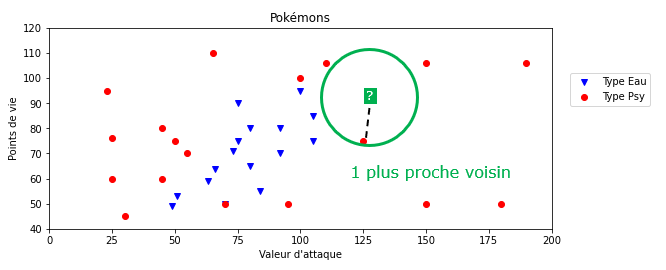 Pokémons
120
110
100
90
80
70
60
50
40
Points de vie
0 25 50 75 100 125 150 175 200
Valeur d'attaque
?
1 plus proche voisin
Type Eau
Type Psy